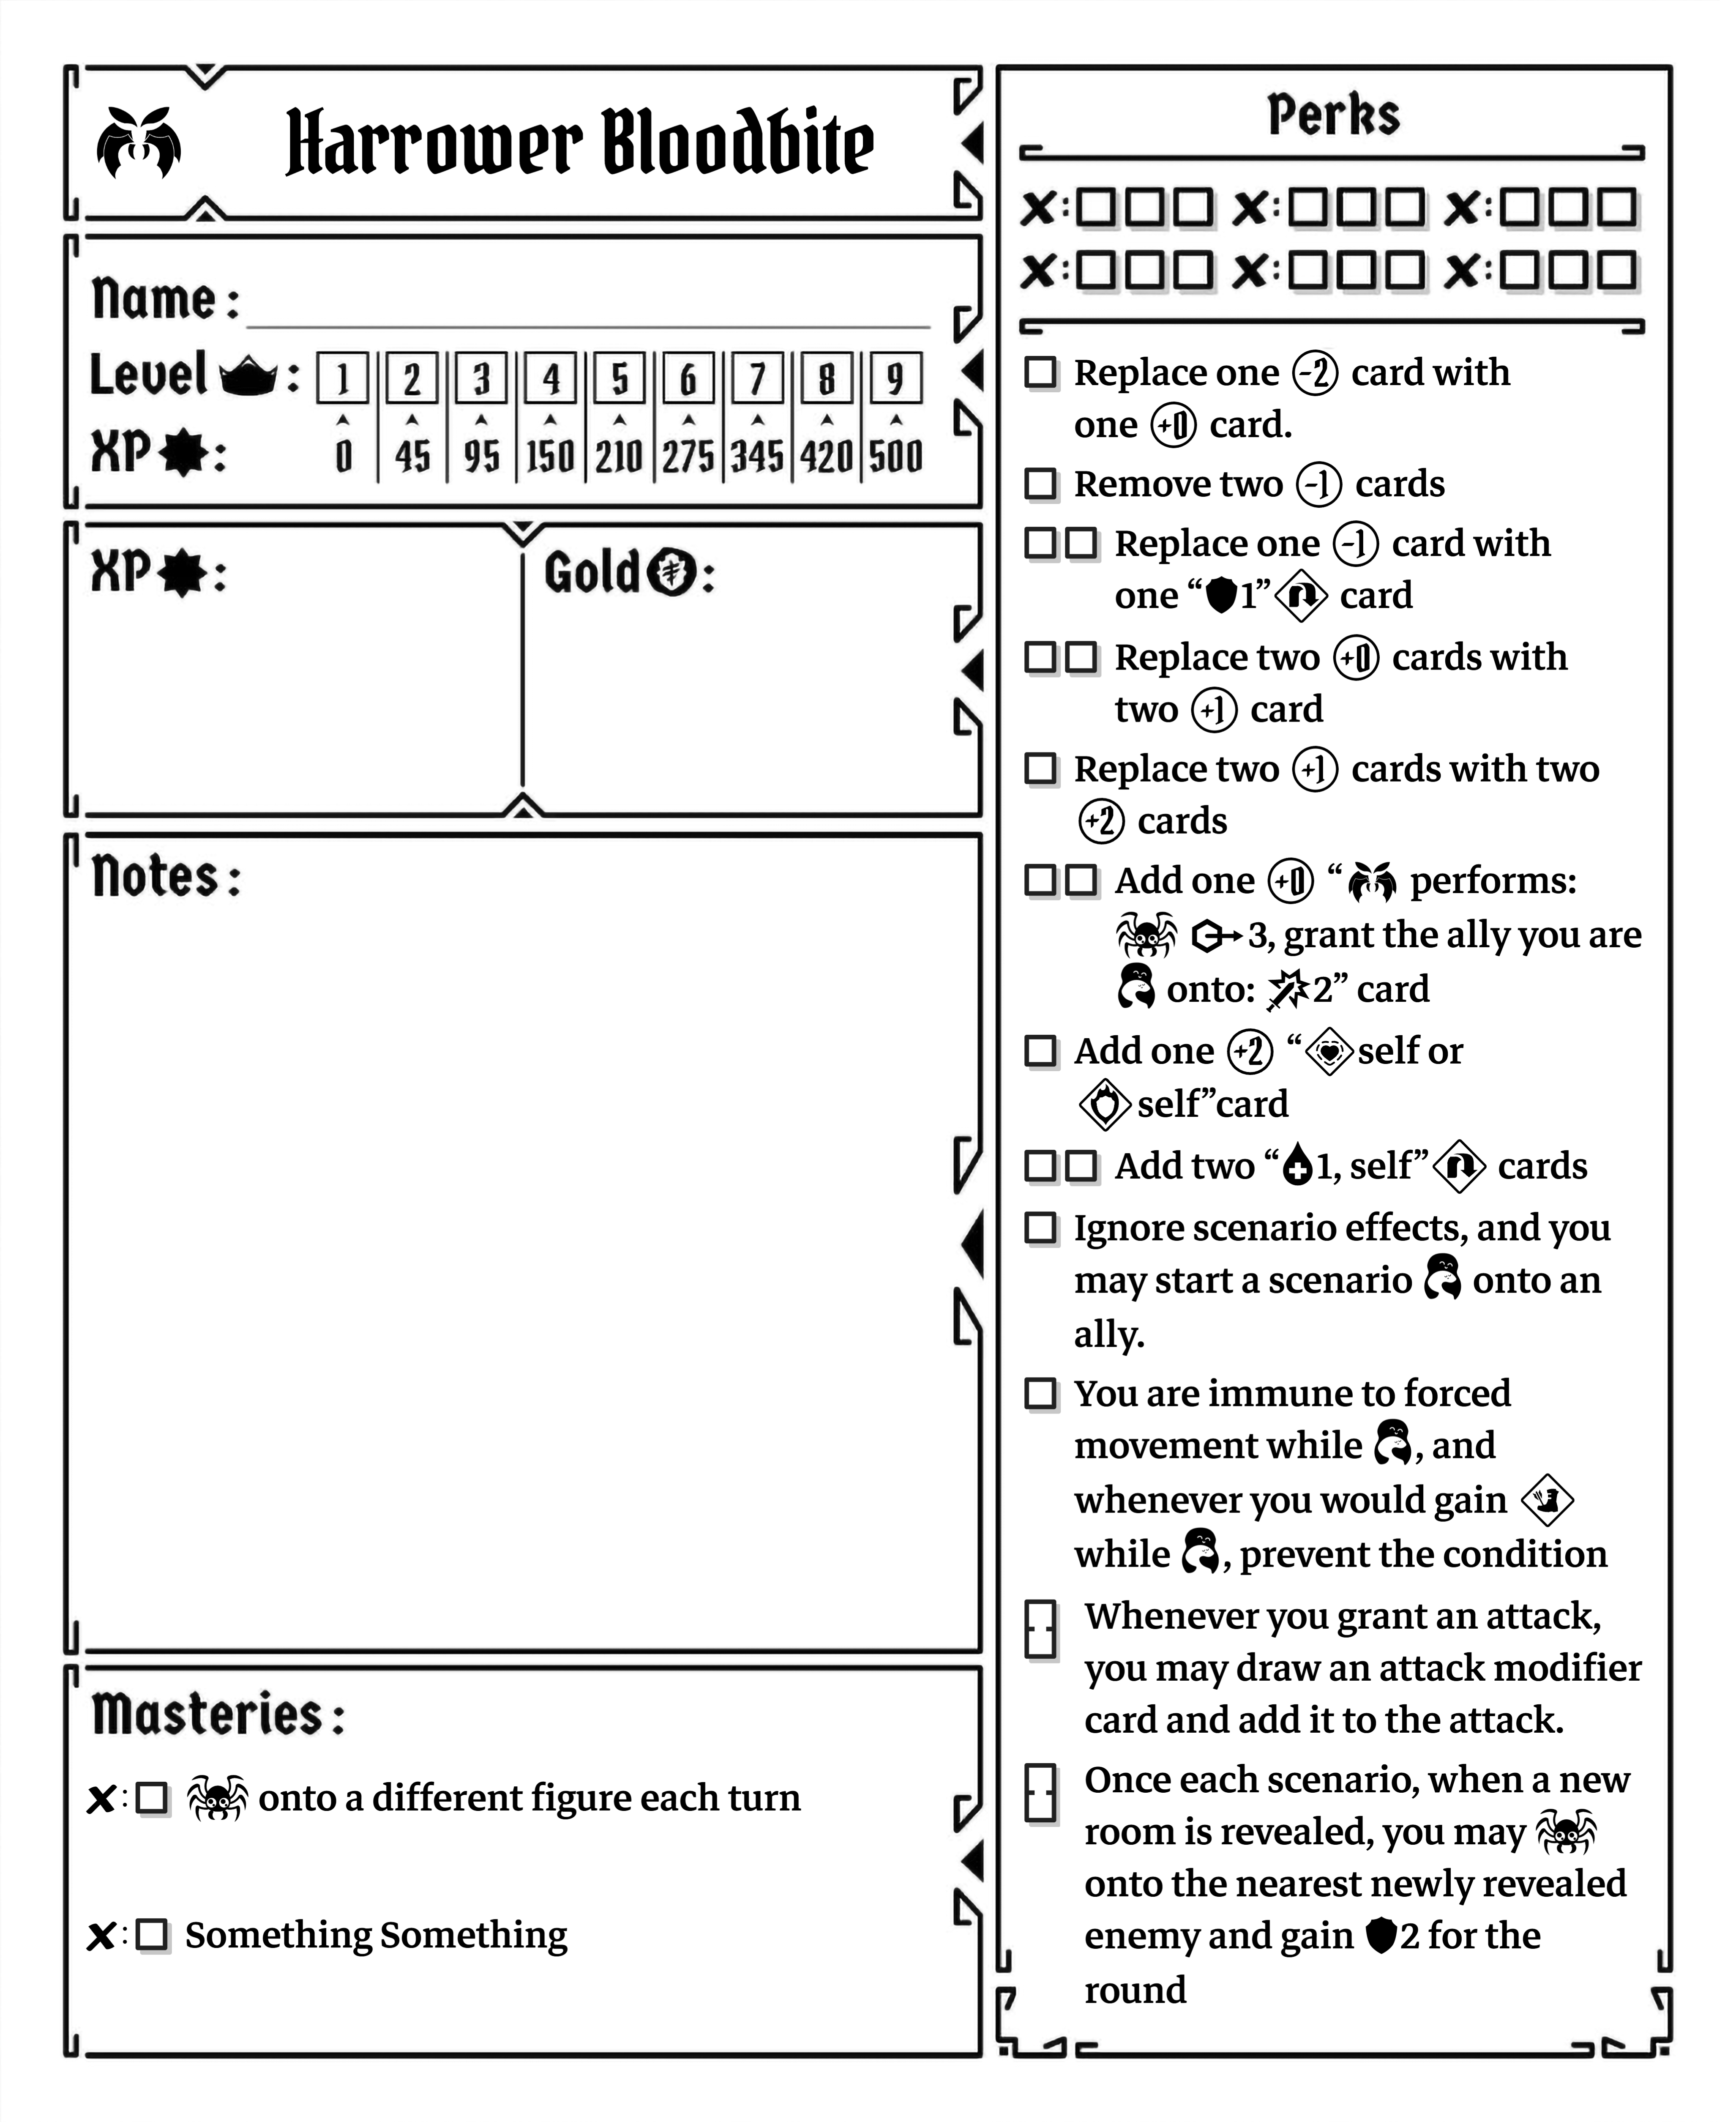 Harrower Bloodbite
Name:
Level : 1 2 3 4 5 6 7 8 9
XP : 0 45 95 150 210 275 345 420 500
XP :
Gold :
Notes:
Masteries:
x: onto a different figure each turn
x: Something Something
Perks
x: x: x:
x: x: x:
Replace one -2 card with
one +0 card.
Remove two -1 cards
Replace one -1 card with
one “1” card
Replace two +0 cards with
two +1 card
Replace two +1 cards with two
+2 cards
Add one +0 “ performs:
3, grant the ally you are
onto: 2” card
Add one +2 “ self or
self”card
Add two “1, self” cards
Ignore scenario effects, and you
may start a scenario onto an
ally.
You are immune to forced
movement while , and
whenever you would gain
while , prevent the condition
Whenever you grant an attack,
you may draw an attack modifier
card and add it to the attack.
Once each scenario, when a new
room is revealed, you may
onto the nearest newly revealed
enemy and gain 2 for the
round